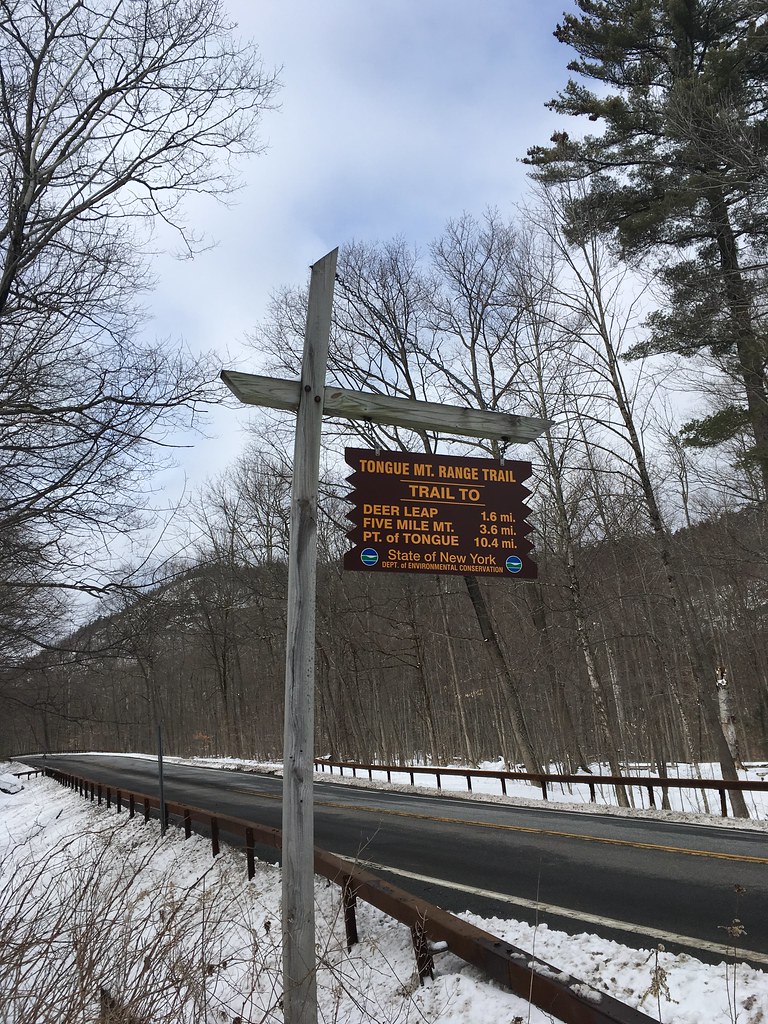 TONGUE MT. RANGE TRAIL
TRAIL TO
DEER LEAP 1.6 mi.
FIVE MILE MT. 3.6 mi.
PT. of TONGUE 10.4 mi.
State of New York
DEPT. of ENVIRONMENTAL CONSERVATION